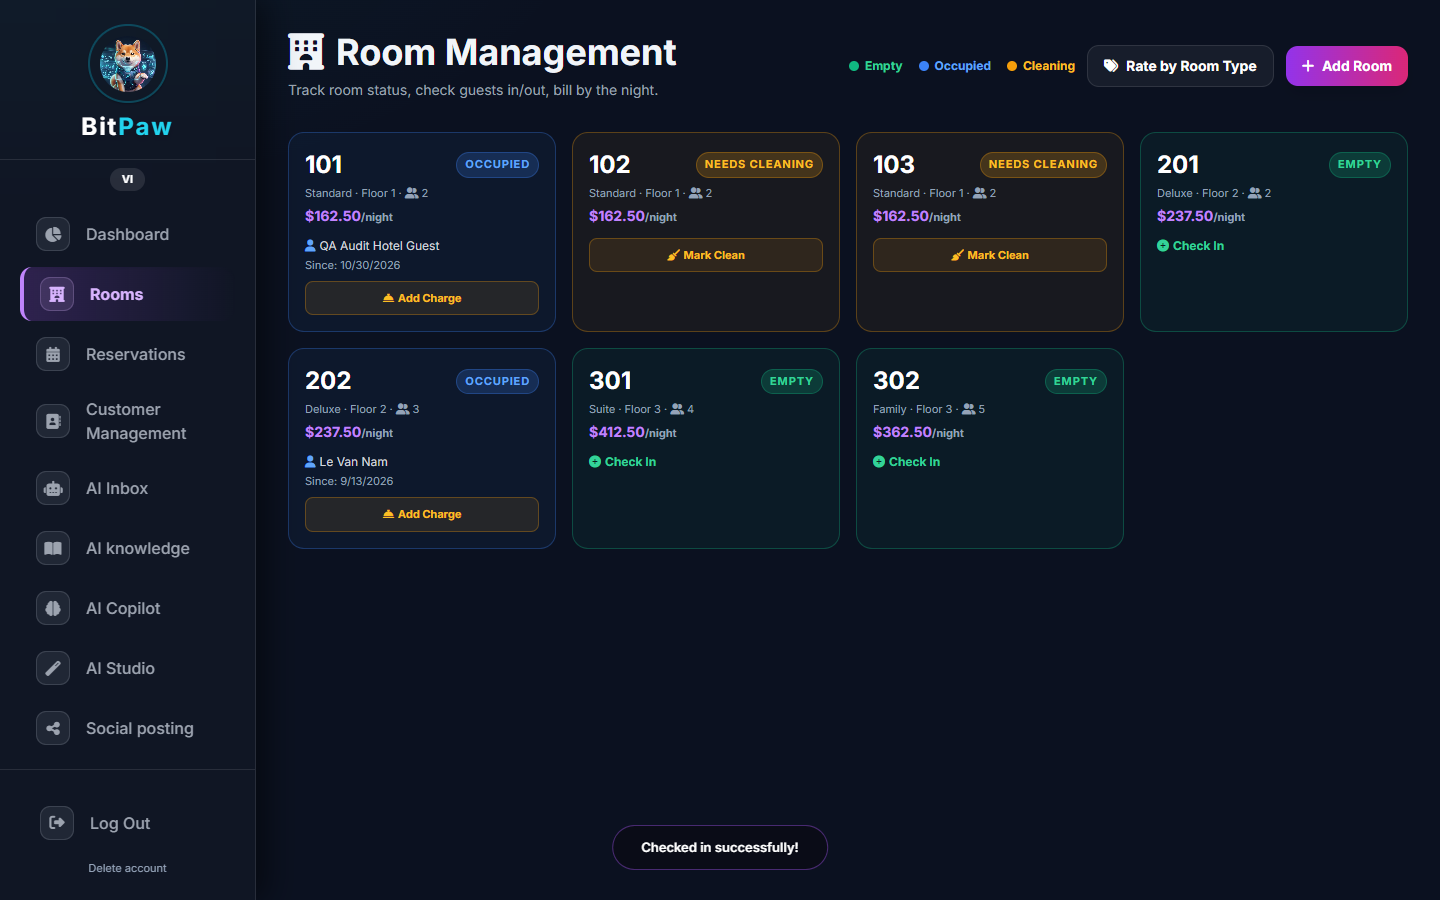 BitPaw
VI
Dashboard
Rooms
Reservations
Customer
Management
AI Inbox
AI knowledge
AI Copilot
AI Studio
Social posting
Log Out
Delete account
Room Management
Track room status, check guests in/out, bill by the night.
Empty
Occupied
Cleaning
Rate by Room Type
Add Room
101
OCCUPIED
Standard · Floor 1 · 2
$162.50/night
QA Audit Hotel Guest
Since: 10/30/2026
Add Charge
102
NEEDS CLEANING
Standard · Floor 1 · 2
$162.50/night
Mark Clean
103
NEEDS CLEANING
Standard · Floor 1 · 2
$162.50/night
Mark Clean
201
EMPTY
Deluxe · Floor 2 · 2
$237.50/night
Check In
202
OCCUPIED
Deluxe · Floor 2 · 3
$237.50/night
Le Van Nam
Since: 9/13/2026
Add Charge
301
EMPTY
Suite · Floor 3 · 4
$412.50/night
Check In
302
EMPTY
Family · Floor 3 · 5
$362.50/night
Check In
Checked in successfully!